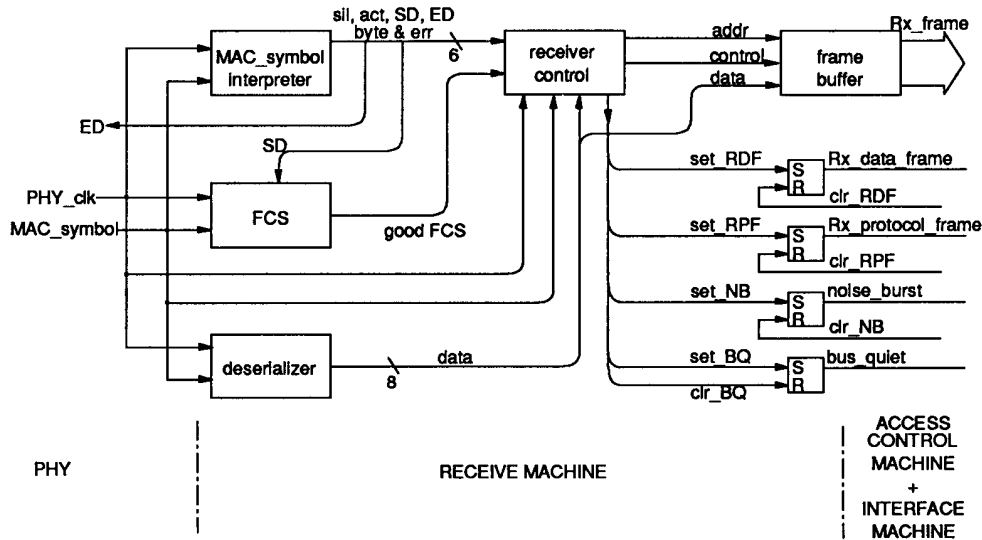 sil, act, SD, ED
byte & err
6
MAC_symbol
interpreter
receiver
control
addr
control
data
frame
buffer
Rx_frame
ED
SD
PHY_clk
MAC_symbol
FCS
good FCS
set_RDF
S
R
Rx_data_frame
clr_RDF
set_RPF
S
R
Rx_protocol_frame
clr_RPF
set_NB
S
R
noise_burst
clr_NB
deserializer
data
8
set_BQ
clr_BQ
S
R
bus_quiet
PHY
RECEIVE MACHINE
ACCESS
CONTROL
MACHINE
+
INTERFACE
MACHINE